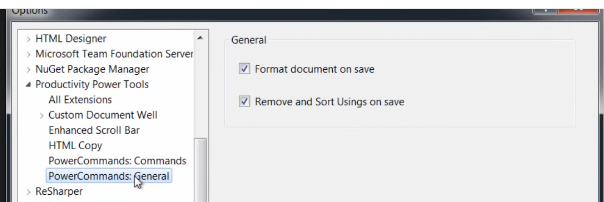 Options
HTML Designer
Microsoft Team Foundation Server
NuGet Package Manager
Productivity Power Tools
All Extensions
Custom Document Well
Enhanced Scroll Bar
HTML Copy
PowerCommands: Commands
PowerCommands: General
ReSharper
General
Format document on save
Remove and Sort Usings on save